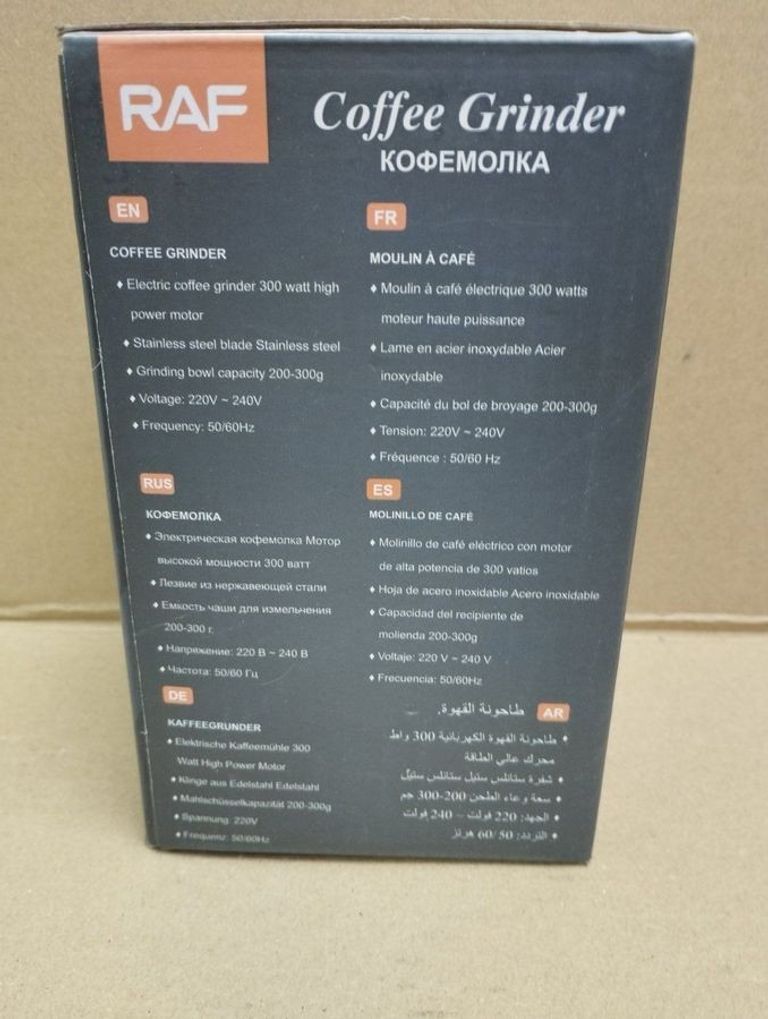 RAF
Coffee Grinder
КОФЕМОЛКА
EN
COFFEE GRINDER
♦ Electric coffee grinder 300 watt high
power motor
♦ Stainless steel blade Stainless steel
♦ Grinding bowl capacity 200-300g
♦ Voltage: 220V ~ 240V
♦ Frequency: 50/60Hz
FR
MOULIN À CAFÉ
♦ Moulin à café électrique 300 watts
moteur haute puissance
♦ Lame en acier inoxydable Acier
inoxydable
♦ Capacité du bol de broyage 200-300g
♦ Tension: 220V ~ 240V
♦ Fréquence : 50/60 Hz
RUS
КОФЕМОЛКА
♦ Электрическая кофемолка Мотор
высокой мощности 300 ватт
♦ Лезвие из нержавеющей стали
♦ Емкость чаши для измельчения
200-300 г.
♦ Напряжение: 220 В ~ 240 В
♦ Частота: 50/60 Гц
ES
MOLINILLO DE CAFÉ
♦ Molinillo de café eléctrico con motor
de alta potencia de 300 vatios
♦ Hoja de acero inoxidable Acero inoxidable
♦ Capacidad del recipiente de
molienda 200-300g
♦ Voltaje: 220 V ~ 240 V
♦ Frecuencia: 50/60Hz
DE
KAFFEEGRUNDER
♦ Elektrische Kaffeemühle 300
Watt High Power Motor
♦ Klinge aus Edelstahl Edelstahl
♦ Mahlschüsselkapazität 200-300g
♦ Spannung: 220V
♦ Frequenz: 50/60Hz
AR
طاحونة القهوة.
♦ طاحونة القهوة الكهربائية 300 واط
محرك عالي الطاقة
♦ شفرة ستانلس ستيل ستانلس ستيل
♦ سعة وعاء الطحن 200-300 جم
♦ الجهد: 220 فولت ~ 240 فولت
♦ التردد: 50/60 هرتز